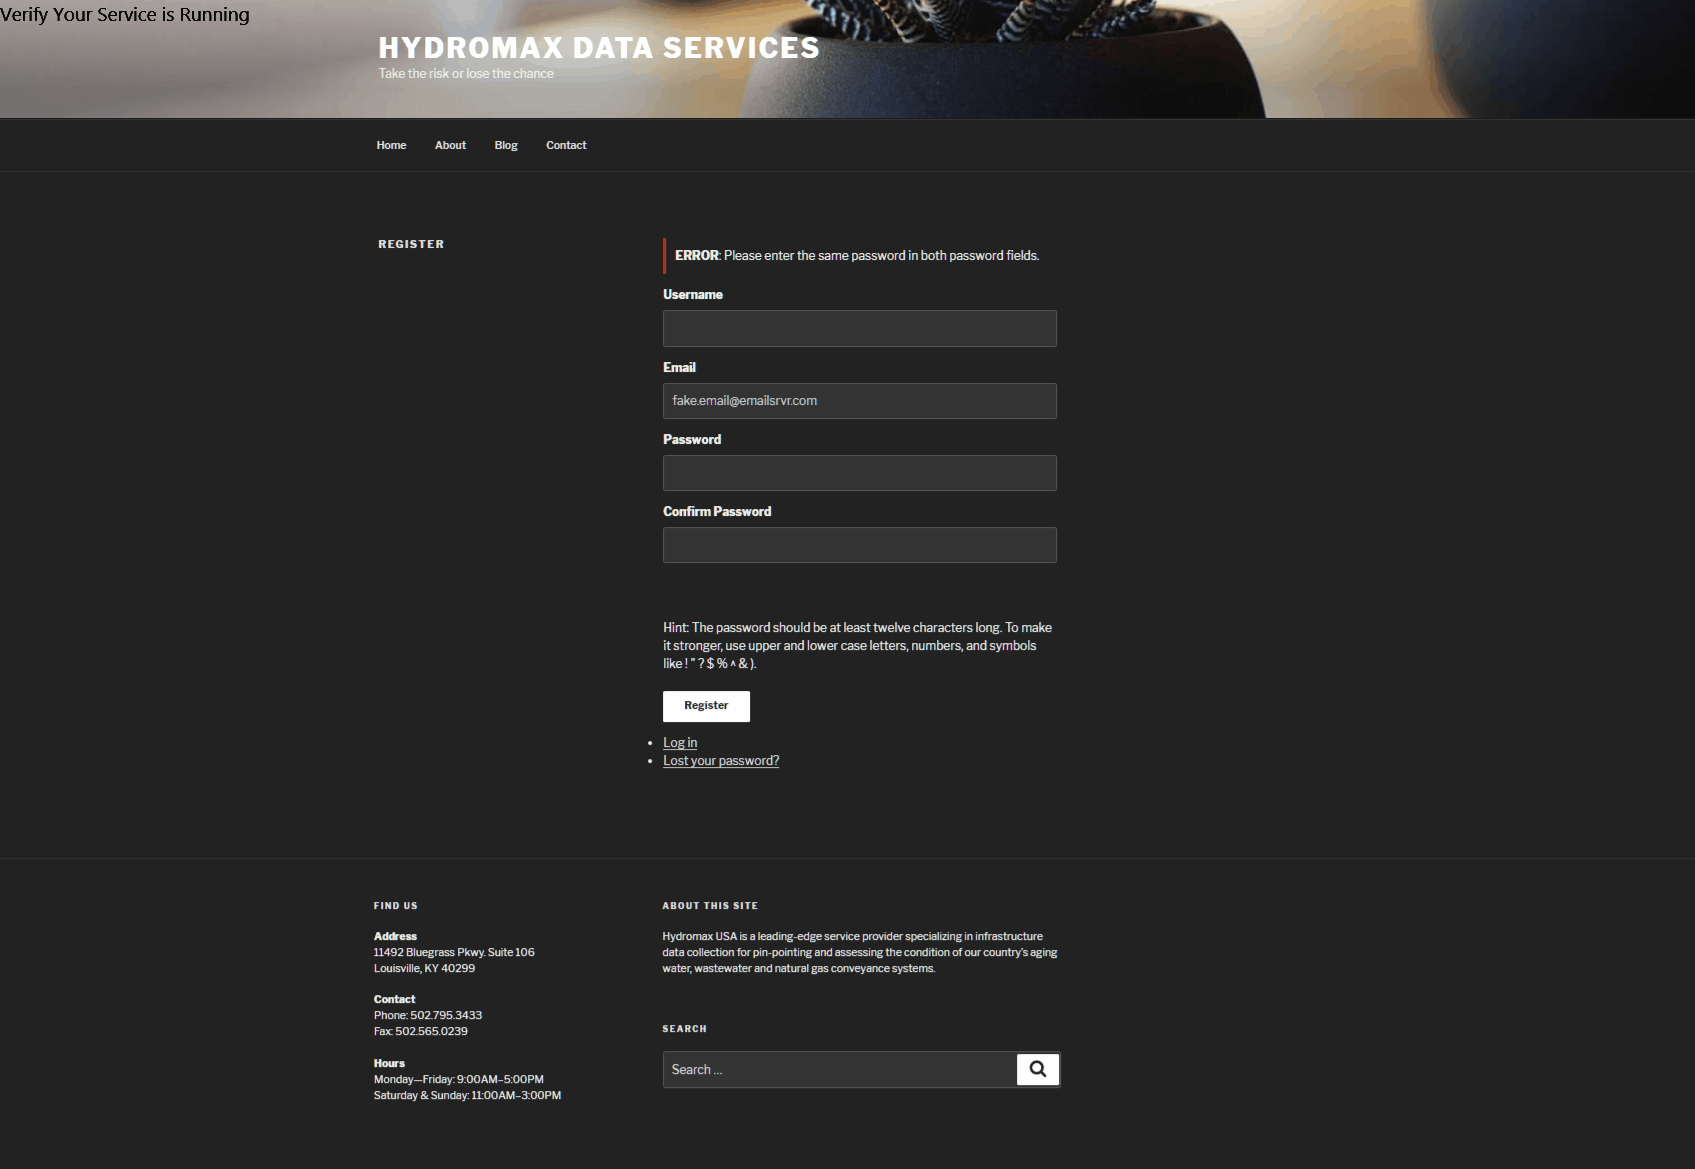 Verify Your Service is Running
HYDROMAX DATA SERVICES
Take the risk or lose the chance
Home About Blog Contact
REGISTER
ERROR: Please enter the same password in both password fields.
Username
Email
fake.email@emailsrvr.com
Password
Confirm Password
Hint: The password should be at least twelve characters long. To make
it stronger, use upper and lower case letters, numbers, and symbols
like ! " ? $ % ^ & ).
Register
Log in
Lost your password?
FIND US
Address
11492 Bluegrass Pkwy. Suite 106
Louisville, KY 40299
Contact
Phone: 502.795.3433
Fax: 502.565.0239
Hours
Monday—Friday: 9:00AM–5:00PM
Saturday & Sunday: 11:00AM–3:00PM
ABOUT THIS SITE
Hydromax USA is a leading-edge service provider specializing in infrastructure
data collection for pin-pointing and assessing the condition of our country's aging
water, wastewater and natural gas conveyance systems.
SEARCH
Search ...